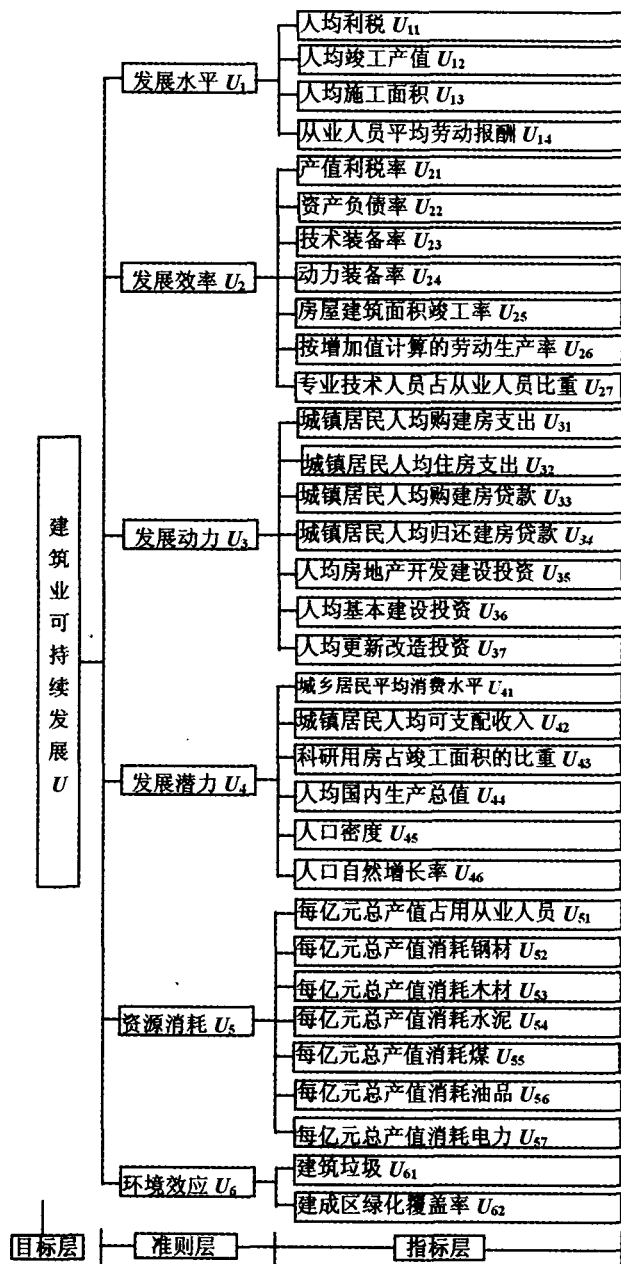 人均利税 U11
人均竣工产值 U12
发展水平 U1
人均施工面积 U13
从业人员平均劳动报酬 U14
产值利税率 U21
资产负债率 U22
技术装备率 U23
发展效率 U2
动力装备率 U24
房屋建筑面积竣工率 U25
按增加值计算的劳动生产率 U26
专业技术人员占从业人员比重 U27
城镇居民人均购建房支出 U31
城镇居民人均住房支出 U32
城镇居民人均购建房贷款 U33
发展动力 U3
城镇居民人均归还建房贷款 U34
人均房地产开发建设投资 U35
人均基本建设投资 U36
人均更新改造投资 U37
建筑业可持续发展 U
城乡居民平均消费水平 U41
城镇居民人均可支配收入 U42
科研用房占竣工面积的比重 U43
发展潜力 U4
人均国内生产总值 U44
人口密度 U45
人口自然增长率 U46
每亿元总产值占用从业人员 U51
每亿元总产值消耗钢材 U52
每亿元总产值消耗木材 U53
资源消耗 U5
每亿元总产值消耗水泥 U54
每亿元总产值消耗煤 U55
每亿元总产值消耗油品 U56
每亿元总产值消耗电力 U57
环境效应 U6
建筑垃圾 U61
建成区绿化覆盖率 U62
目标层
准则层
指标层